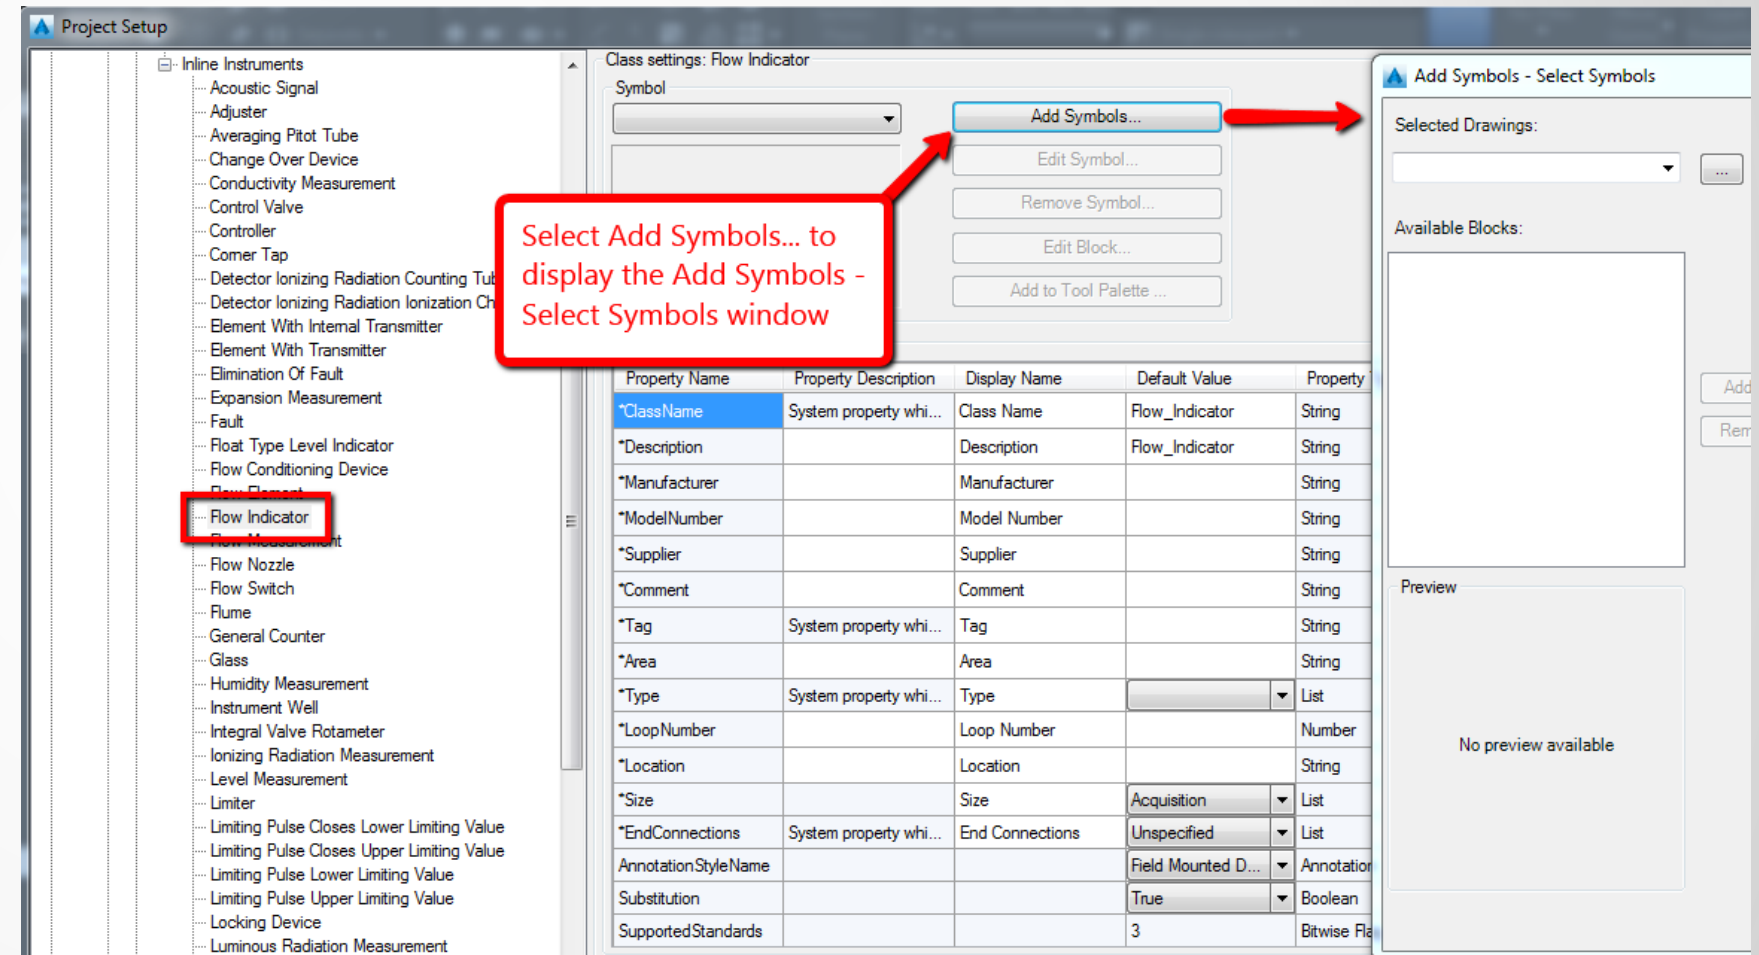 Project Setup
Inline Instruments
Acoustic Signal
Adjuster
Averaging Pitot Tube
Change Over Device
Conductivity Measurement
Control Valve
Controller
Corner Tap
Detector Ionizing Radiation Counting Tub
Detector Ionizing Radiation Ionization Ch
Element With Internal Transmitter
Element With Transmitter
Elimination Of Fault
Expansion Measurement
Fault
Float Type Level Indicator
Flow Conditioning Device
Flow Element
Flow Indicator
Flow Measurement
Flow Nozzle
Flow Switch
Flume
General Counter
Glass
Humidity Measurement
Instrument Well
Integral Valve Rotameter
Ionizing Radiation Measurement
Level Measurement
Limiter
Limiting Pulse Closes Lower Limiting Value
Limiting Pulse Closes Upper Limiting Value
Limiting Pulse Lower Limiting Value
Limiting Pulse Upper Limiting Value
Locking Device
Luminous Radiation Measurement
Class settings: Flow Indicator
Symbol
Add Symbols...
Edit Symbol...
Remove Symbol...
Edit Block...
Add to Tool Palette ...
Select Add Symbols... to
display the Add Symbols -
Select Symbols window
Property Name Property Description Display Name Default Value Property
*ClassName System property whi... Class Name Flow_Indicator String
*Description Description Flow_Indicator String
*Manufacturer Manufacturer String
*ModelNumber Model Number String
*Supplier Supplier String
*Comment Comment String
*Tag System property whi... Tag String
*Area Area String
*Type System property whi... Type List
*LoopNumber Loop Number Number
*Location Location String
*Size Size Acquisition List
*EndConnections System property whi... End Connections Unspecified List
AnnotationStyleName Field Mounted D... Annotation
Substitution True Boolean
SupportedStandards 3 Bitwise Fla
Add Symbols - Select Symbols
Selected Drawings:
...
Available Blocks:
Add
Rem
Preview
No preview available